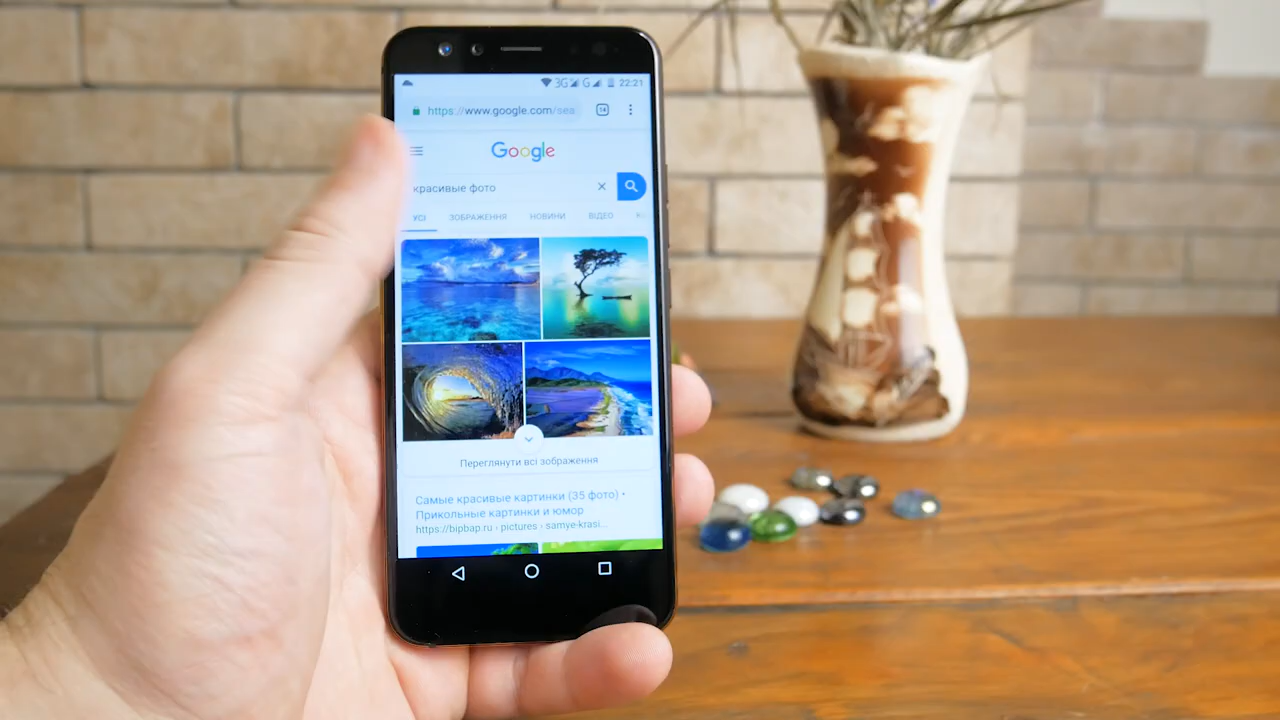 3G G 22:21
https://www.google.com/sea 14
Google
красивые фото
УСІ ЗОБРАЖЕННЯ НОВИНИ ВІДЕО
Переглянути всі зображення
Самые красивые картинки (35 фото) •
Прикольные картинки и юмор
https://bipbap.ru › pictures › samye-krasi...